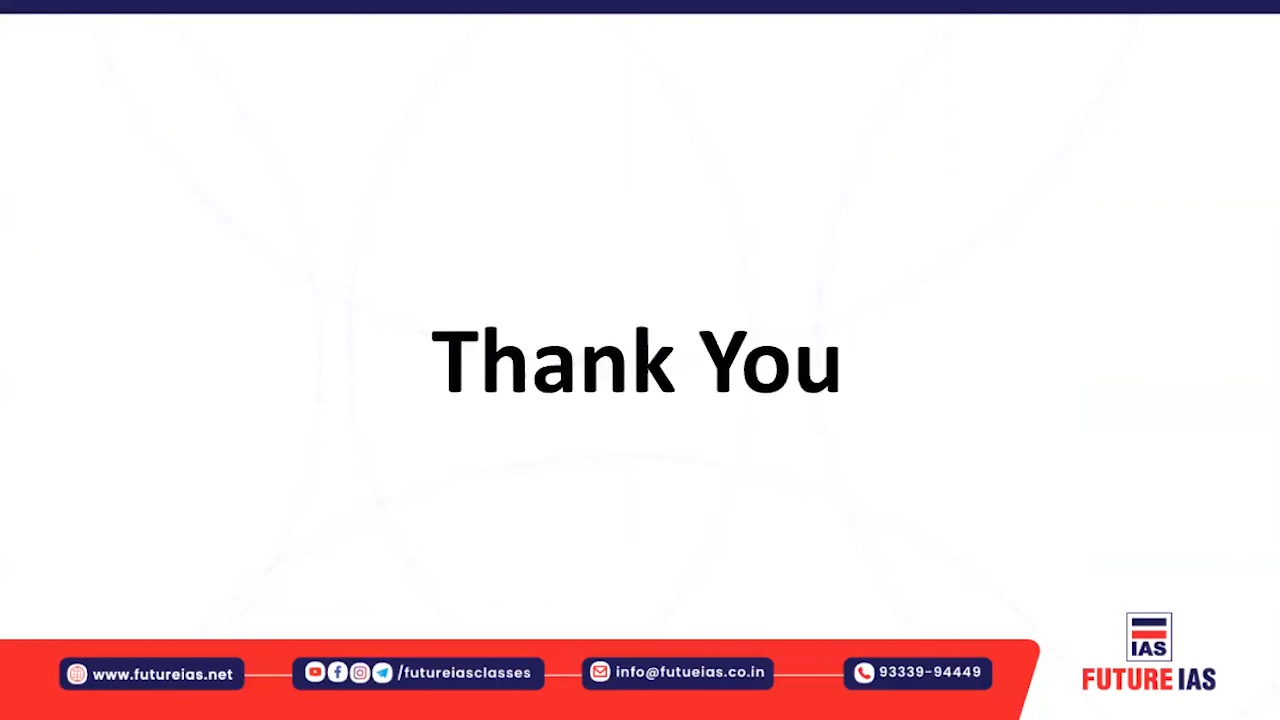 Thank You
www.futureias.net
/futureiasclasses
info@futueias.co.in
93339-94449
IAS
FUTURE IAS